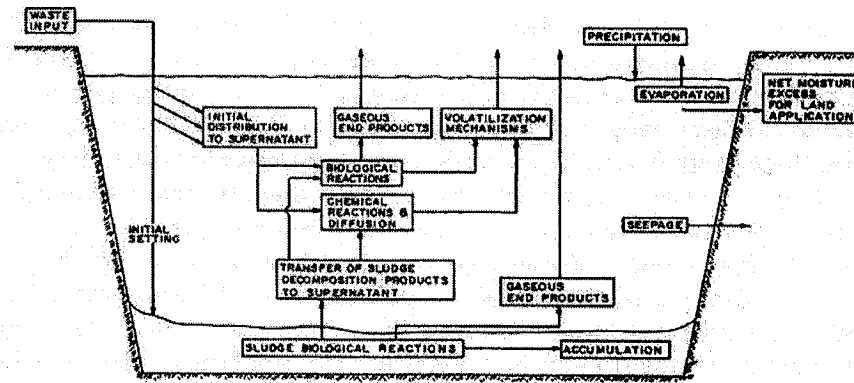 WASTE
INPUT
PRECIPITATION
EVAPORATION
NET MOISTURE
EXCESS
FOR LAND
APPLICATION
INITIAL
DISTRIBUTION
TO SUPERNATANT
GASEOUS
END PRODUCTS
VOLATILIZATION
MECHANISMS
BIOLOGICAL
REACTIONS
CHEMICAL
REACTIONS &
DIFFUSION
INITIAL
SETTING
SEEPAGE
TRANSFER OF SLUDGE
DECOMPOSITION PRODUCTS
TO SUPERNATANT
GASEOUS
END PRODUCTS
SLUDGE BIOLOGICAL REACTIONS
ACCUMULATION